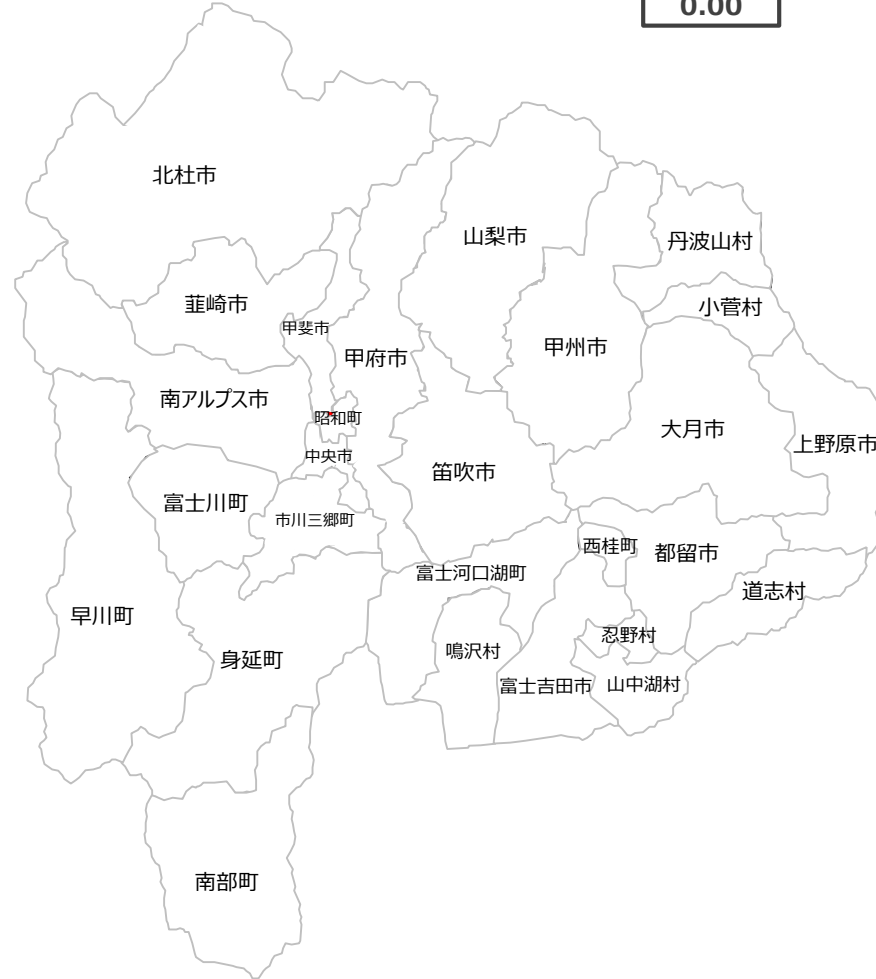 0.00
北杜市
山梨市
丹波山村
韮崎市
小菅村
甲斐市
甲府市
甲州市
南アルプス市
昭和町
大月市
上野原市
中央市
笛吹市
富士川町
市川三郷町
西桂町
都留市
富士河口湖町
道志村
早川町
忍野村
鳴沢村
身延町
富士吉田市
山中湖村
南部町